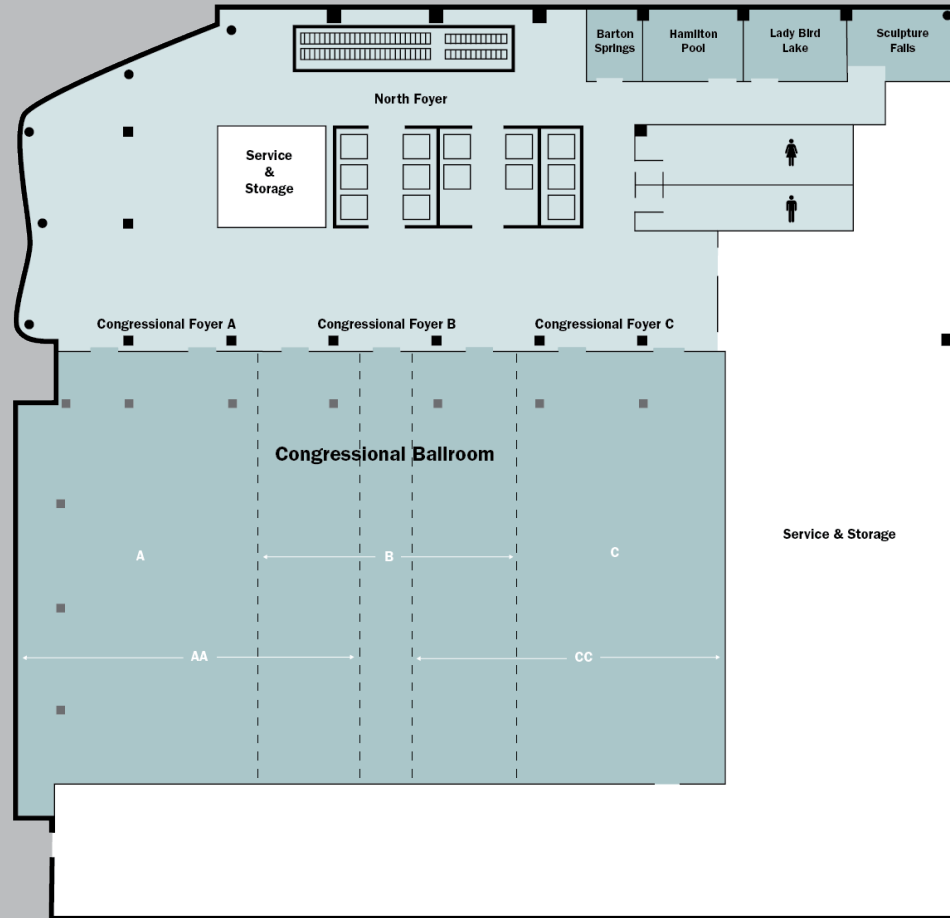 Barton
Springs
Hamilton
Pool
Lady Bird
Lake
Sculpture
Falls
North Foyer
Service
&
Storage
Congressional Foyer A
Congressional Foyer B
Congressional Foyer C
Congressional Ballroom
Service & Storage
A
B
C
AA
CC